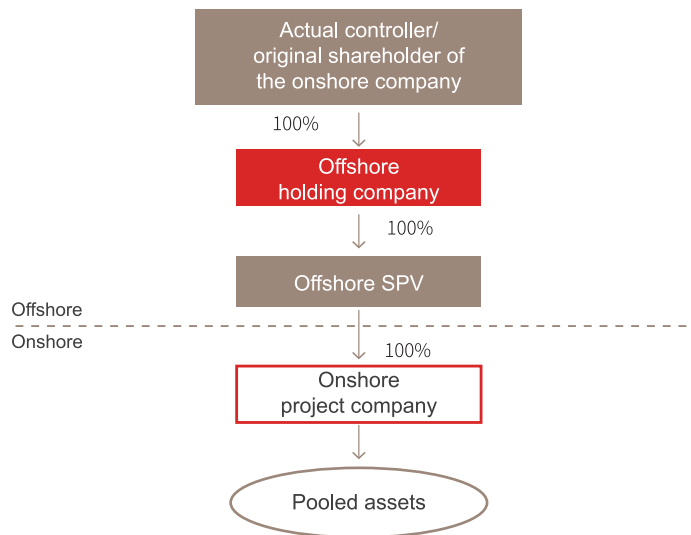 Actual controller/
original shareholder of
the onshore company
100%
Offshore
holding company
100%
Offshore SPV
Offshore
Onshore
100%
Onshore
project company
Pooled assets